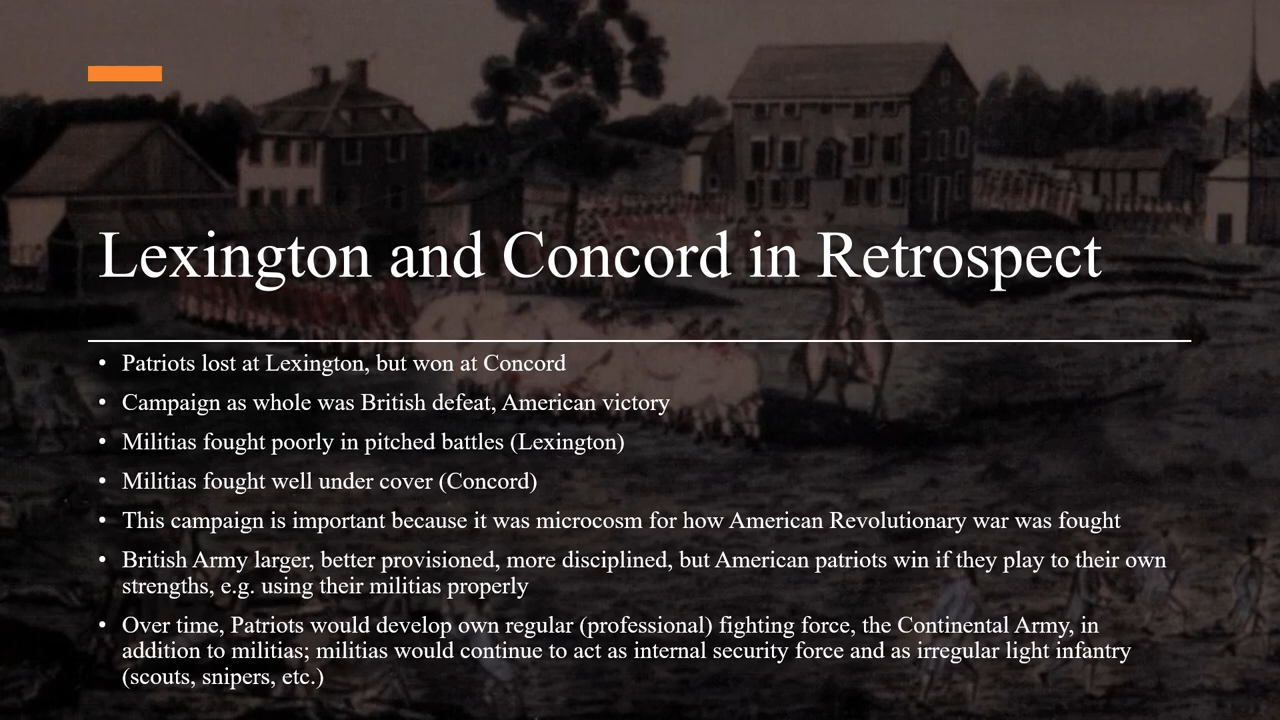 Lexington and Concord in Retrospect
• Patriots lost at Lexington, but won at Concord
• Campaign as whole was British defeat, American victory
• Militias fought poorly in pitched battles (Lexington)
• Militias fought well under cover (Concord)
• This campaign is important because it was microcosm for how American Revolutionary war was fought
• British Army larger, better provisioned, more disciplined, but American patriots win if they play to their own
strengths, e.g. using their militias properly
• Over time, Patriots would develop own regular (professional) fighting force, the Continental Army, in
addition to militias; militias would continue to act as internal security force and as irregular light infantry
(scouts, snipers, etc.)